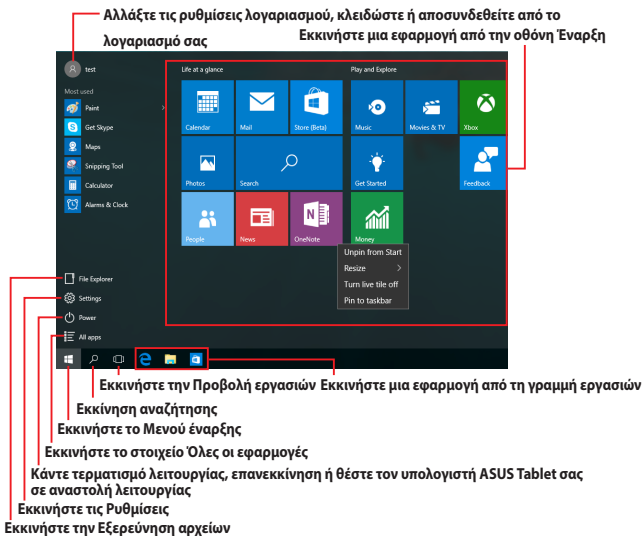 Αλλάξτε τις ρυθμίσεις λογαριασμού, κλειδώστε ή αποσυνδεθείτε από το
λογαριασμό σας
Εκκινήστε μια εφαρμογή από την οθόνη Έναρξη
test
Most used
Paint
Get Skype
Maps
Snipping Tool
Calculator
Alarms & Clock
File Explorer
Settings
Power
All apps
Life at a glance
Calendar
Mail
Store (Beta)
Photos
Search
People
News
OneNote
Play and Explore
Music
Movies & TV
Xbox
Get Started
Feedback
Money
Unpin from Start
Resize
Turn live tile off
Pin to taskbar
Εκκινήστε την Προβολή εργασιών
Εκκινήστε μια εφαρμογή από τη γραμμή εργασιών
Εκκίνηση αναζήτησης
Εκκινήστε το Μενού έναρξης
Εκκινήστε το στοιχείο Όλες οι εφαρμογές
Κάντε τερματισμό λειτουργίας, επανεκκίνηση ή θέστε τον υπολογιστή ASUS Tablet σας
σε αναστολή λειτουργίας
Εκκινήστε τις Ρυθμίσεις
Εκκινήστε την Εξερεύνηση αρχείων